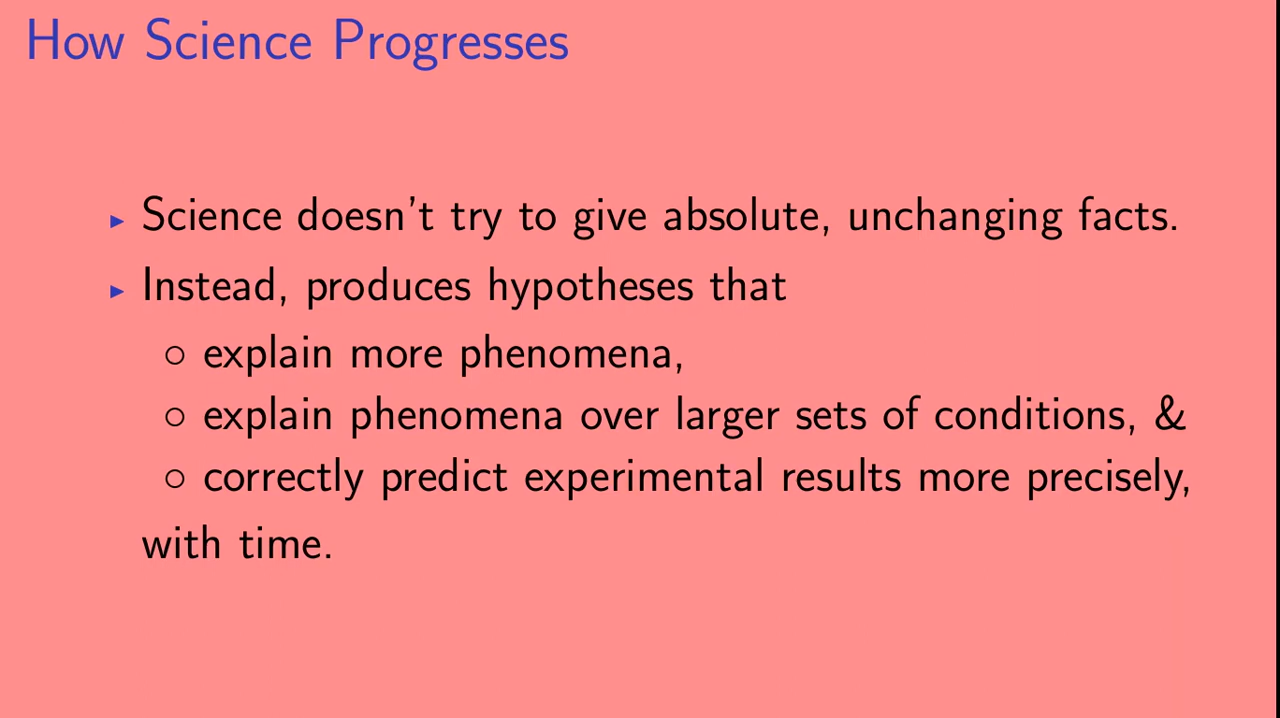 How Science Progresses
▸ Science doesn't try to give absolute, unchanging facts.
▸ Instead, produces hypotheses that
○ explain more phenomena,
○ explain phenomena over larger sets of conditions, &
○ correctly predict experimental results more precisely,
with time.